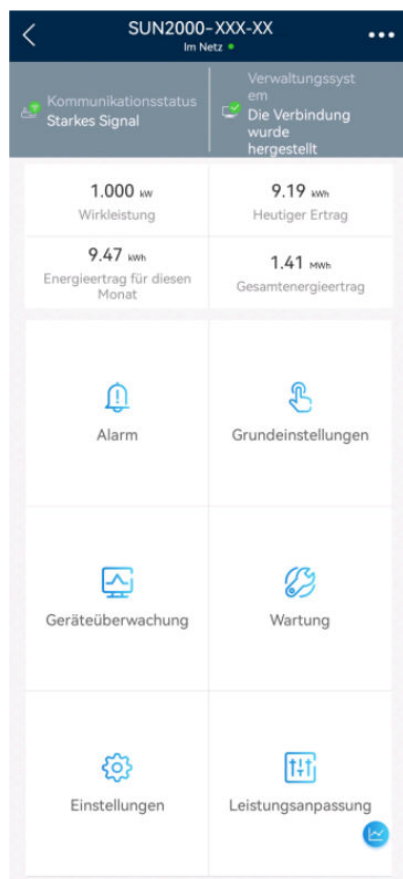 SUN2000-XXX-XX
Im Netz
Kommunikationsstatus
Starkes Signal
Verwaltungssyst
em
Die Verbindung
wurde
hergestellt
1.000 kW
Wirkleistung
9.19 kWh
Heutiger Ertrag
9.47 kWh
Energieertrag für diesen
Monat
1.41 MWh
Gesamtenergieertrag
Alarm
Grundeinstellungen
Geräteüberwachung
Wartung
Einstellungen
Leistungsanpassung